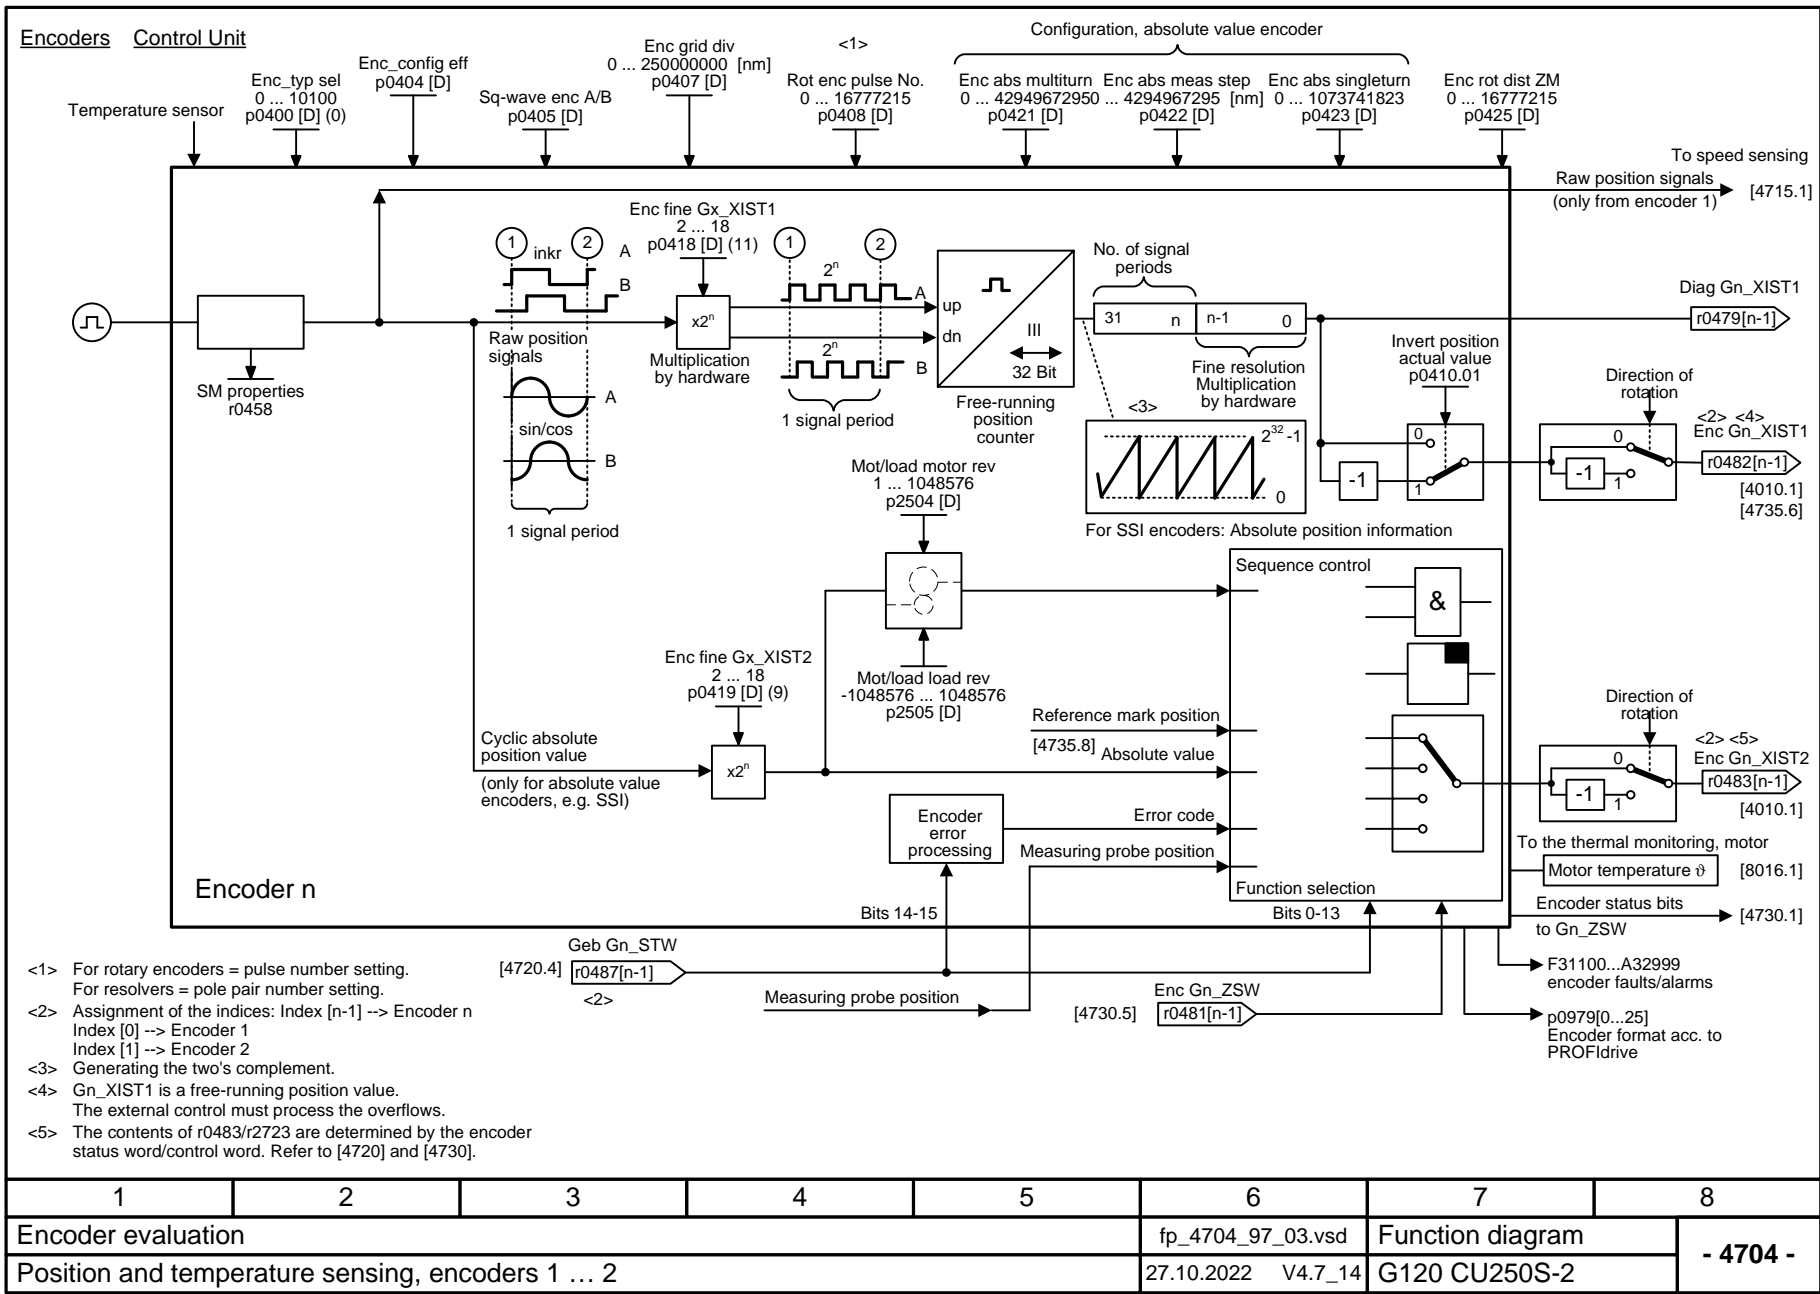 Encoders Control Unit
Temperature sensor
Enc_typ sel
0 ... 10100
p0400 [D] (0)
Enc_config eff
p0404 [D]
Sq-wave enc A/B
p0405 [D]
Enc grid div
0 ... 250000000 [nm]
p0407 [D]
<1>
Rot enc pulse No.
0 ... 16777215
p0408 [D]
Configuration, absolute value encoder
Enc abs multiturn
0 ... 4294967295
p0421 [D]
Enc abs meas step
0 ... 4294967295 [nm]
p0422 [D]
Enc abs singleturn
0 ... 1073741823
p0423 [D]
Enc rot dist ZM
0 ... 16777215
p0425 [D]
To speed sensing
Raw position signals
(only from encoder 1)
[4715.1]
SM properties
r0458
1
inkr
2
A
B
Raw position
signals
A
sin/cos
B
1 signal period
Enc fine Gx_XIST1
2 ... 18
p0418 [D] (11)
x2ⁿ
Multiplication
by hardware
1
2
2ⁿ
A
2ⁿ
B
1 signal period
up
dn
III
32 Bit
Free-running
position
counter
No. of signal
periods
31 n n-1 0
Fine resolution
Multiplication
by hardware
<3>
2³²-1
0
For SSI encoders: Absolute position information
Diag Gn_XIST1
r0479[n-1]
Invert position
actual value
p0410.01
0
-1
1
Direction of
rotation
0
-1
1
<2> <4>
Enc Gn_XIST1
r0482[n-1]
[4010.1]
[4735.6]
Mot/load motor rev
1 ... 1048576
p2504 [D]
Mot/load load rev
-1048576 ... 1048576
p2505 [D]
Enc fine Gx_XIST2
2 ... 18
p0419 [D] (9)
x2ⁿ
Cyclic absolute
position value
(only for absolute value
encoders, e.g. SSI)
Sequence control
&
Reference mark position
[4735.8]
Absolute value
Encoder
error
processing
Error code
Measuring probe position
Function selection
Direction of
rotation
0
-1
1
<2> <5>
Enc Gn_XIST2
r0483[n-1]
[4010.1]
To the thermal monitoring, motor
Motor temperature ϑ
[8016.1]
Encoder status bits
to Gn_ZSW
[4730.1]
Encoder n
Bits 14-15
Bits 0-13
Geb Gn_STW
[4720.4]
r0487[n-1]
<2>
Measuring probe position
Enc Gn_ZSW
[4730.5]
r0481[n-1]
F31100...A32999
encoder faults/alarms
p0979[0...25]
Encoder format acc. to
PROFIdrive
<1> For rotary encoders = pulse number setting.
For resolvers = pole pair number setting.
<2> Assignment of the indices: Index [n-1] --> Encoder n
Index [0] --> Encoder 1
Index [1] --> Encoder 2
<3> Generating the two's complement.
<4> Gn_XIST1 is a free-running position value.
The external control must process the overflows.
<5> The contents of r0483/r2723 are determined by the encoder
status word/control word. Refer to [4720] and [4730].
1 2 3 4 5 6 7 8
Encoder evaluation
fp_4704_97_03.vsd
Function diagram
- 4704 -
Position and temperature sensing, encoders 1 … 2
27.10.2022 V4.7_14
G120 CU250S-2